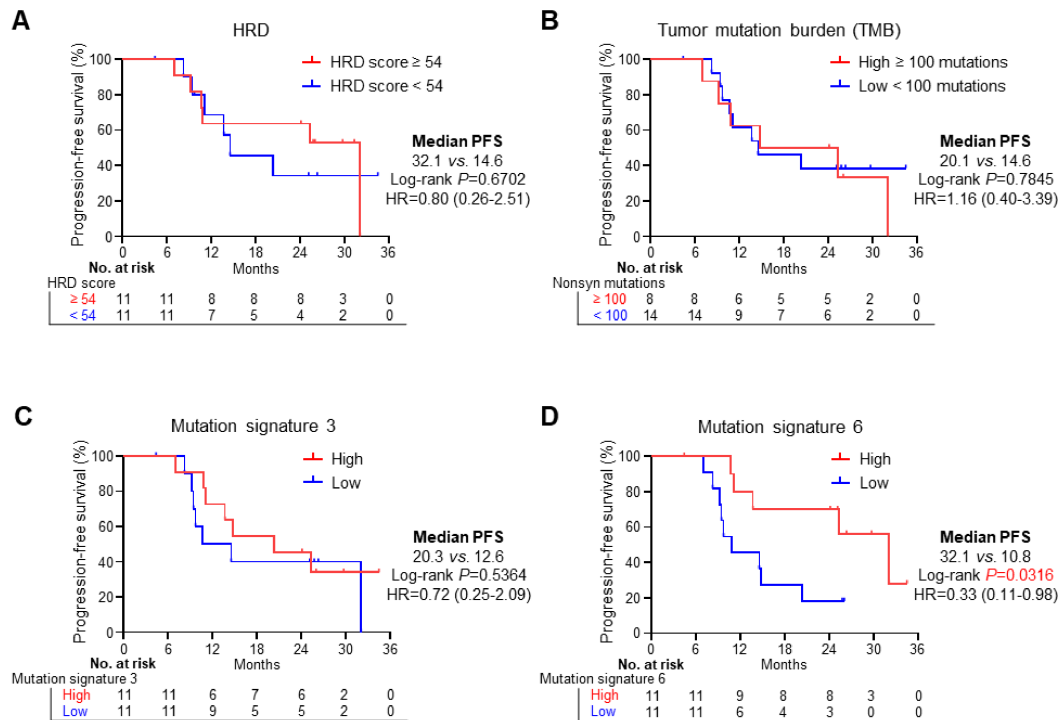 A
HRD
Progression-free survival (%)
100
80
60
40
20
0
HRD score ≥ 54
HRD score < 54
Median PFS
32.1 vs. 14.6
Log-rank P=0.6702
HR=0.80 (0.26-2.51)
0 6 12 18 24 30 36
No. at risk Months
HRD score
≥ 54 11 11 8 8 8 3 0
< 54 11 11 7 5 4 2 0
B
Tumor mutation burden (TMB)
Progression-free survival (%)
100
80
60
40
20
0
High ≥ 100 mutations
Low < 100 mutations
Median PFS
20.1 vs. 14.6
Log-rank P=0.7845
HR=1.16 (0.40-3.39)
0 6 12 18 24 30 36
No. at risk Months
Nonsyn mutations
≥ 100 8 8 6 5 5 2 0
< 100 14 14 9 7 6 2 0
C
Mutation signature 3
Progression-free survival (%)
100
80
60
40
20
0
High
Low
Median PFS
20.3 vs. 12.6
Log-rank P=0.5364
HR=0.72 (0.25-2.09)
0 6 12 18 24 30 36
No. at risk Months
Mutation signature 3
High 11 11 6 7 6 2 0
Low 11 11 9 5 5 2 0
D
Mutation signature 6
Progression-free survival (%)
100
80
60
40
20
0
High
Low
Median PFS
32.1 vs. 10.8
Log-rank P=0.0316
HR=0.33 (0.11-0.98)
0 6 12 18 24 30 36
No. at risk Months
Mutation signature 6
High 11 11 9 8 8 3 0
Low 11 11 6 4 3 0 0